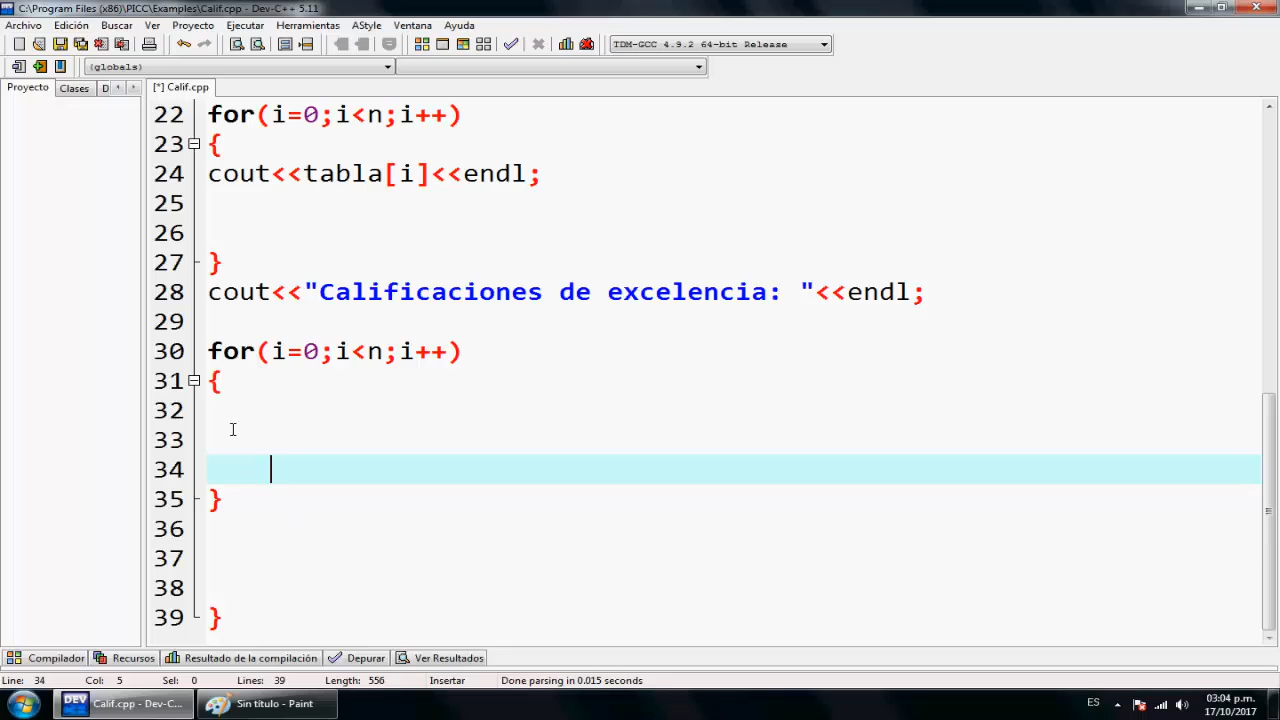 C:\Program Files (x86)\PICC\Examples\Calif.cpp - Dev-C++ 5.11
Archivo Edición Buscar Ver Proyecto Ejecutar Herramientas AStyle Ventana Ayuda
TDM-GCC 4.9.2 64-bit Release
(globals)
Proyecto Clases D [*] Calif.cpp
22 for(i=0;i<n;i++)
23 {
24 cout<<tabla[i]<<endl;
25
26
27 }
28 cout<<"Calificaciones de excelencia: "<<endl;
29
30 for(i=0;i<n;i++)
31 {
32
33
34
35 }
36
37
38
39 }
Compilador Recursos Resultado de la compilación Depurar Ver Resultados
Line: 34 Col: 5 Sel: 0 Lines: 39 Length: 556 Insertar Done parsing in 0.015 seconds
DEV Calif.cpp - Dev-C... Sin título - Paint ES 03:04 p.m.
17/10/2017